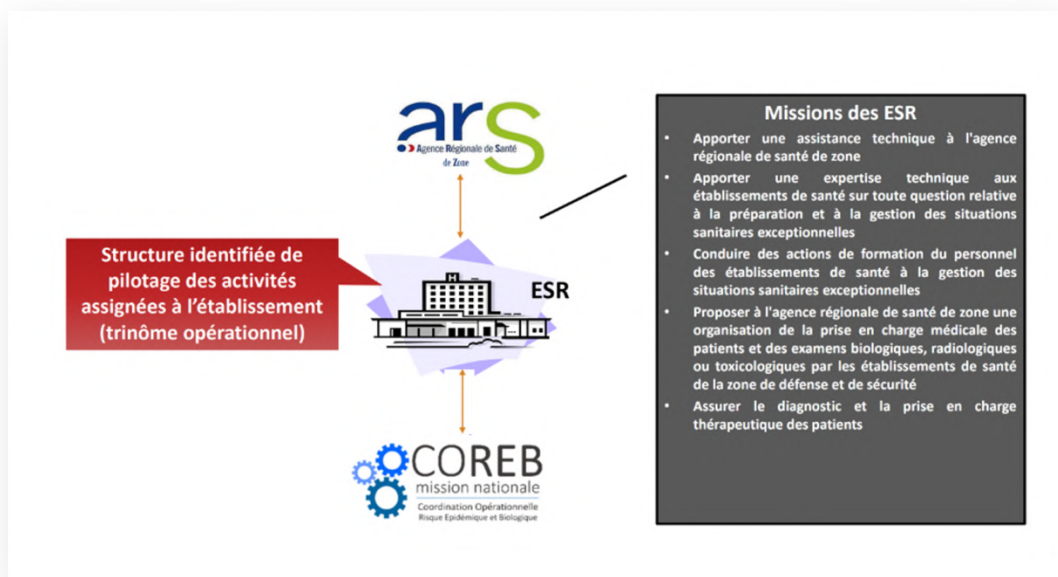 ars
Agence Régionale de Santé
de Zone
Structure identifiée de
pilotage des activités
assignées à l'établissement
(trinôme opérationnel)
H
ESR
COREB
mission nationale
Coordination Opérationnelle
Risque Epidémique et Biologique
Missions des ESR
• Apporter une assistance technique à l'agence
régionale de santé de zone
• Apporter une expertise technique aux
établissements de santé sur toute question relative
à la préparation et à la gestion des situations
sanitaires exceptionnelles
• Conduire des actions de formation du personnel
des établissements de santé à la gestion des
situations sanitaires exceptionnelles
• Proposer à l'agence régionale de santé de zone une
organisation de la prise en charge médicale des
patients et des examens biologiques, radiologiques
ou toxicologiques par les établissements de santé
de la zone de défense et de sécurité
• Assurer le diagnostic et la prise en charge
thérapeutique des patients